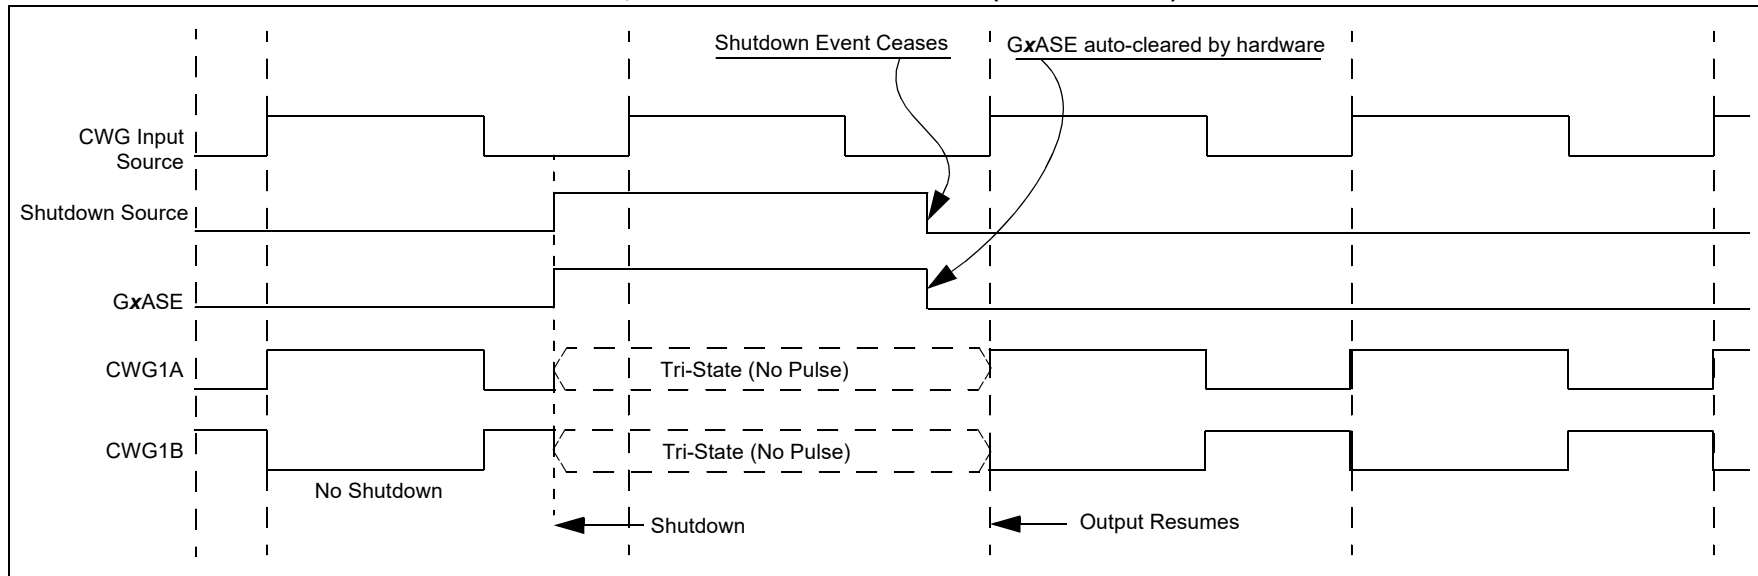 Shutdown Event Ceases
GxASE auto-cleared by hardware
CWG Input
Source
Shutdown Source
GxASE
CWG1A
Tri-State (No Pulse)
CWG1B
Tri-State (No Pulse)
No Shutdown
Shutdown
Output Resumes